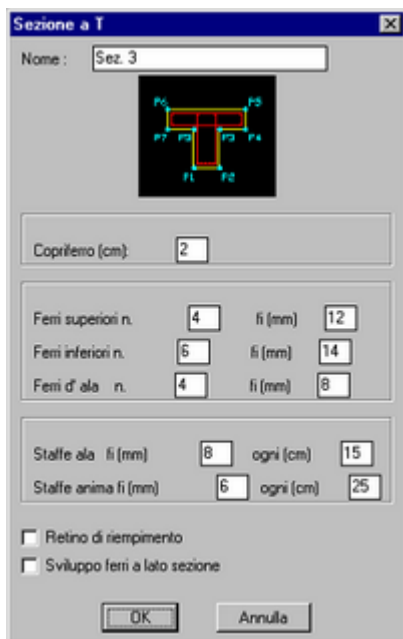 Sezione a T
Nome : Sez. 3
P6 P5
P7 P8 P3 P4
P1 P2
Copriferro (cm): 2
Ferri superiori n. 4 fi (mm) 12
Ferri inferiori n. 6 fi (mm) 14
Ferri d' ala n. 4 fi (mm) 8
Staffe ala fi (mm) 8 ogni (cm) 15
Staffe anima fi (mm) 6 ogni (cm) 25
Retino di riempimento
Sviluppo ferri a lato sezione
OK Annulla